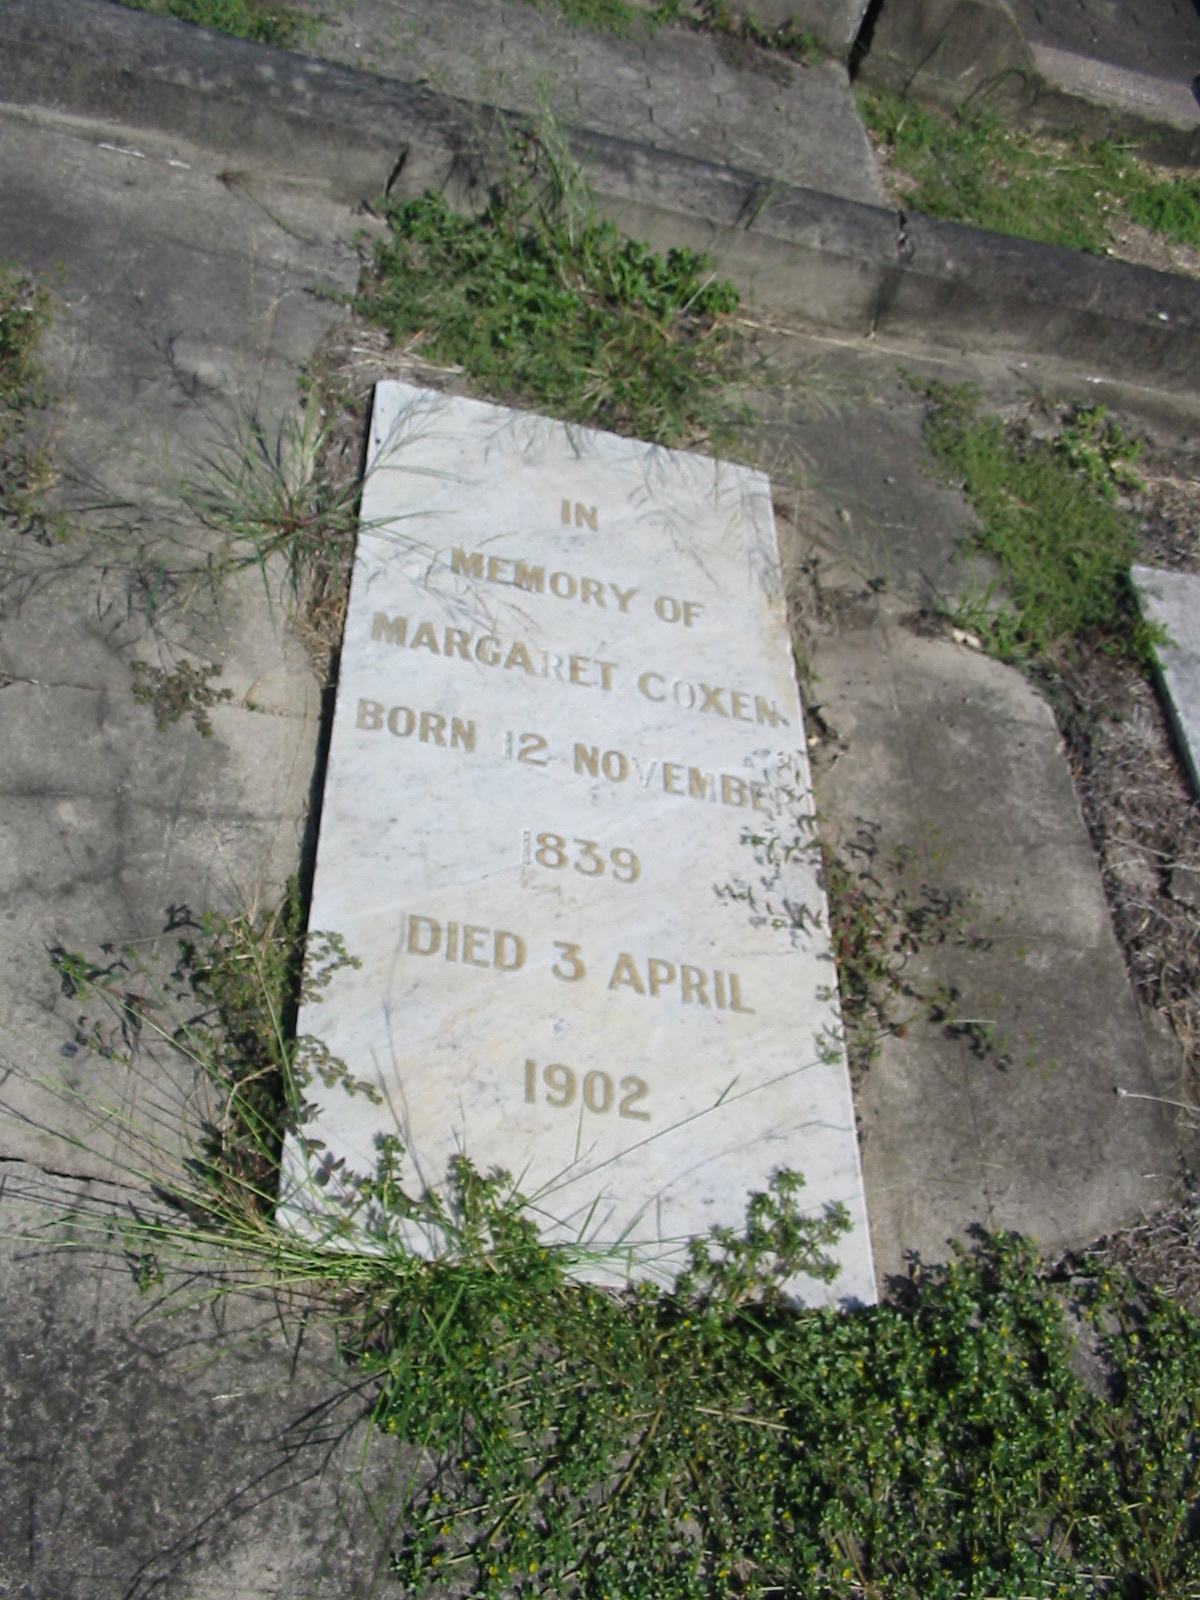 IN
MEMORY OF
MARGARET COXEN
BORN 12 NOVEMBER
1839
DIED 3 APRIL
1902